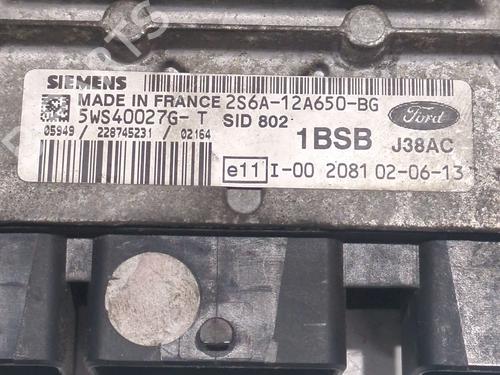 SIEMENS
MADE IN FRANCE 2S6A-12A650-BG
5WS40027G- T SID 802
05949 / 228745231 / 02164
1BSB
Ford
J38AC
e11 I-00 2081 02-06-13